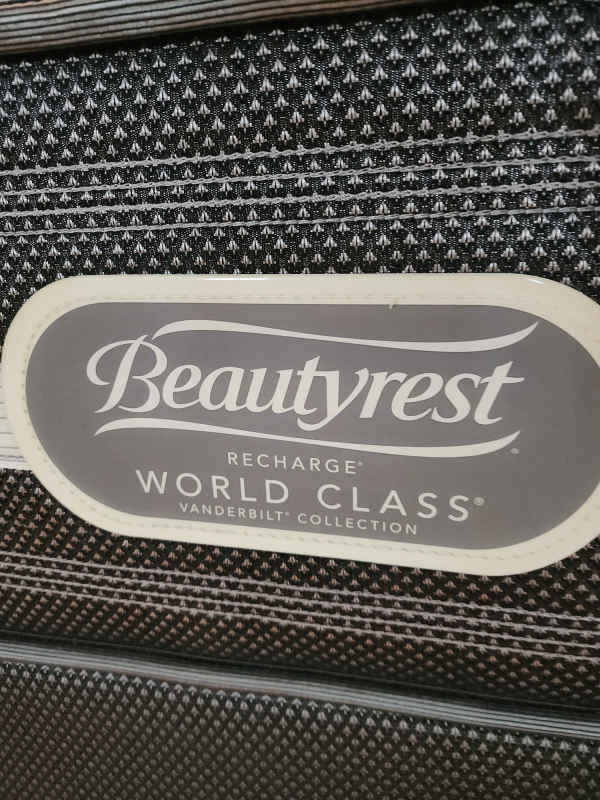 Beautyrest®
RECHARGE®
WORLD CLASS®
VANDERBILT® COLLECTION